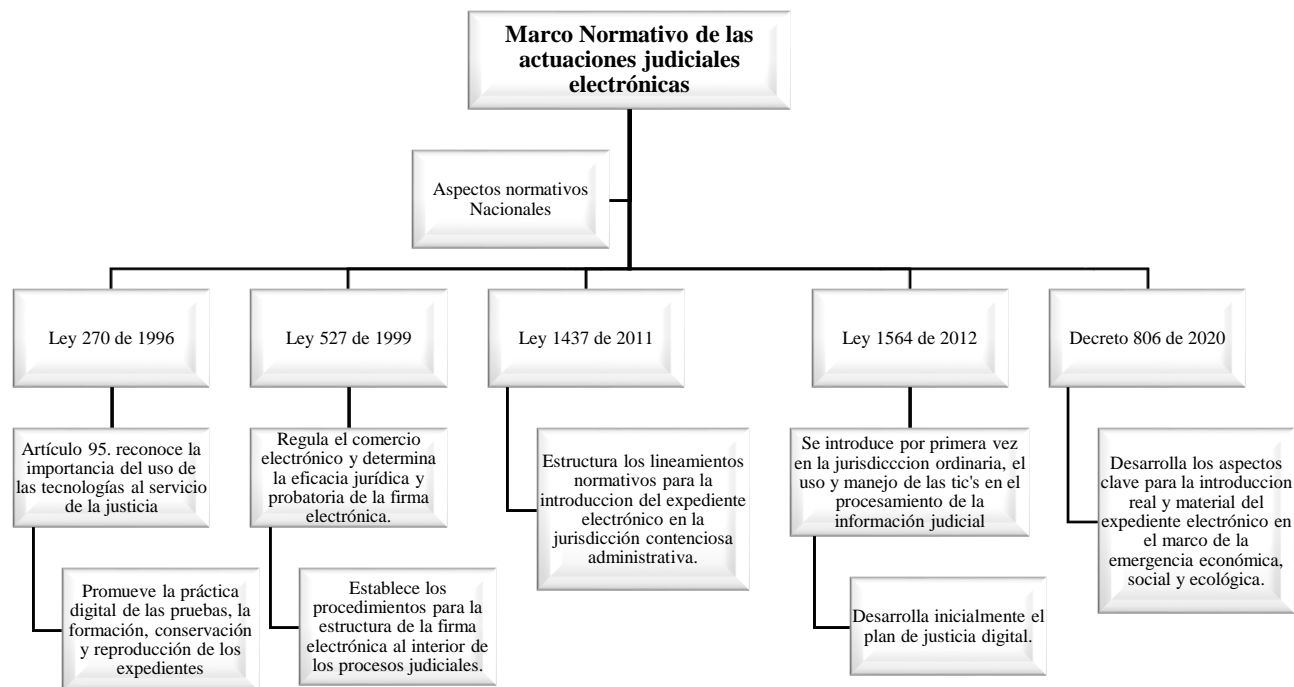 Marco Normativo de las
actuaciones judiciales
electrónicas
Aspectos normativos
Nacionales
Ley 270 de 1996
Ley 527 de 1999
Ley 1437 de 2011
Ley 1564 de 2012
Decreto 806 de 2020
Artículo 95. reconoce la
importancia del uso de
las tecnologías al servicio
de la justicia
Promueve la práctica
digital de las pruebas, la
formación, conservación
y reproducción de los
expedientes
Regula el comercio
electrónico y determina
la eficacia jurídica y
probatoria de la firma
electrónica.
Establece los
procedimientos para la
estructura de la firma
electrónica al interior de
los procesos judiciales.
Estructura los lineamientos
normativos para la
introduccion del expediente
electrónico en la
jurisdicción contenciosa
administrativa.
Se introduce por primera vez
en la jurisdicccion ordinaria, el
uso y manejo de las tic's en el
procesamiento de la
información judicial
Desarrolla inicialmente el
plan de justicia digital.
Desarrolla los aspectos
clave para la introduccion
real y material del
expediente electrónico en
el marco de la
emergencia económica,
social y ecológica.